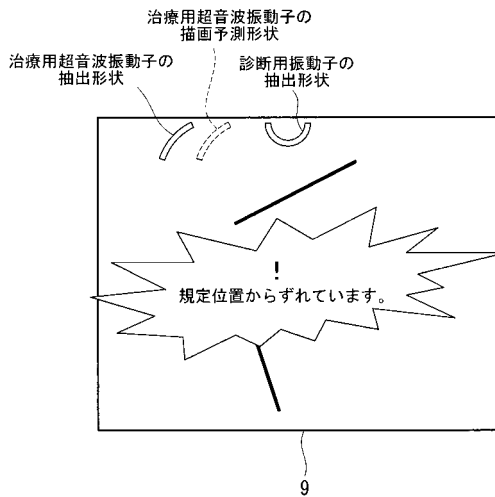 治療用超音波振動子の
描画予測形状
治療用超音波振動子の
抽出形状
診断用振動子の
抽出形状
!
規定位置からずれています。
9